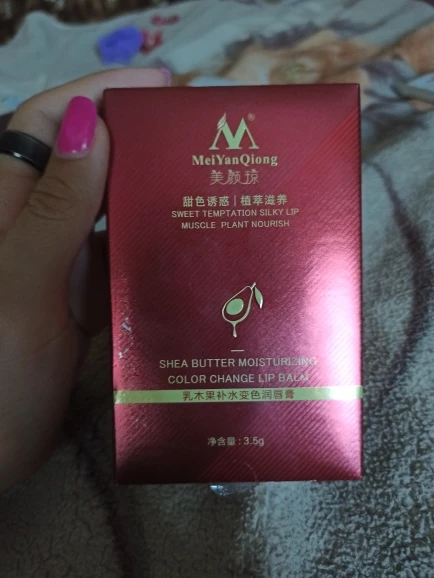 ®
MeiYanQiong
美颜琼
甜色诱惑 | 植萃滋养
SWEET TEMPTATION SILKY LIP
MUSCLE PLANT NOURISH
SHEA BUTTER MOISTURIZING
COLOR CHANGE LIP BALM
乳木果补水变色润唇膏
净含量:3.5g